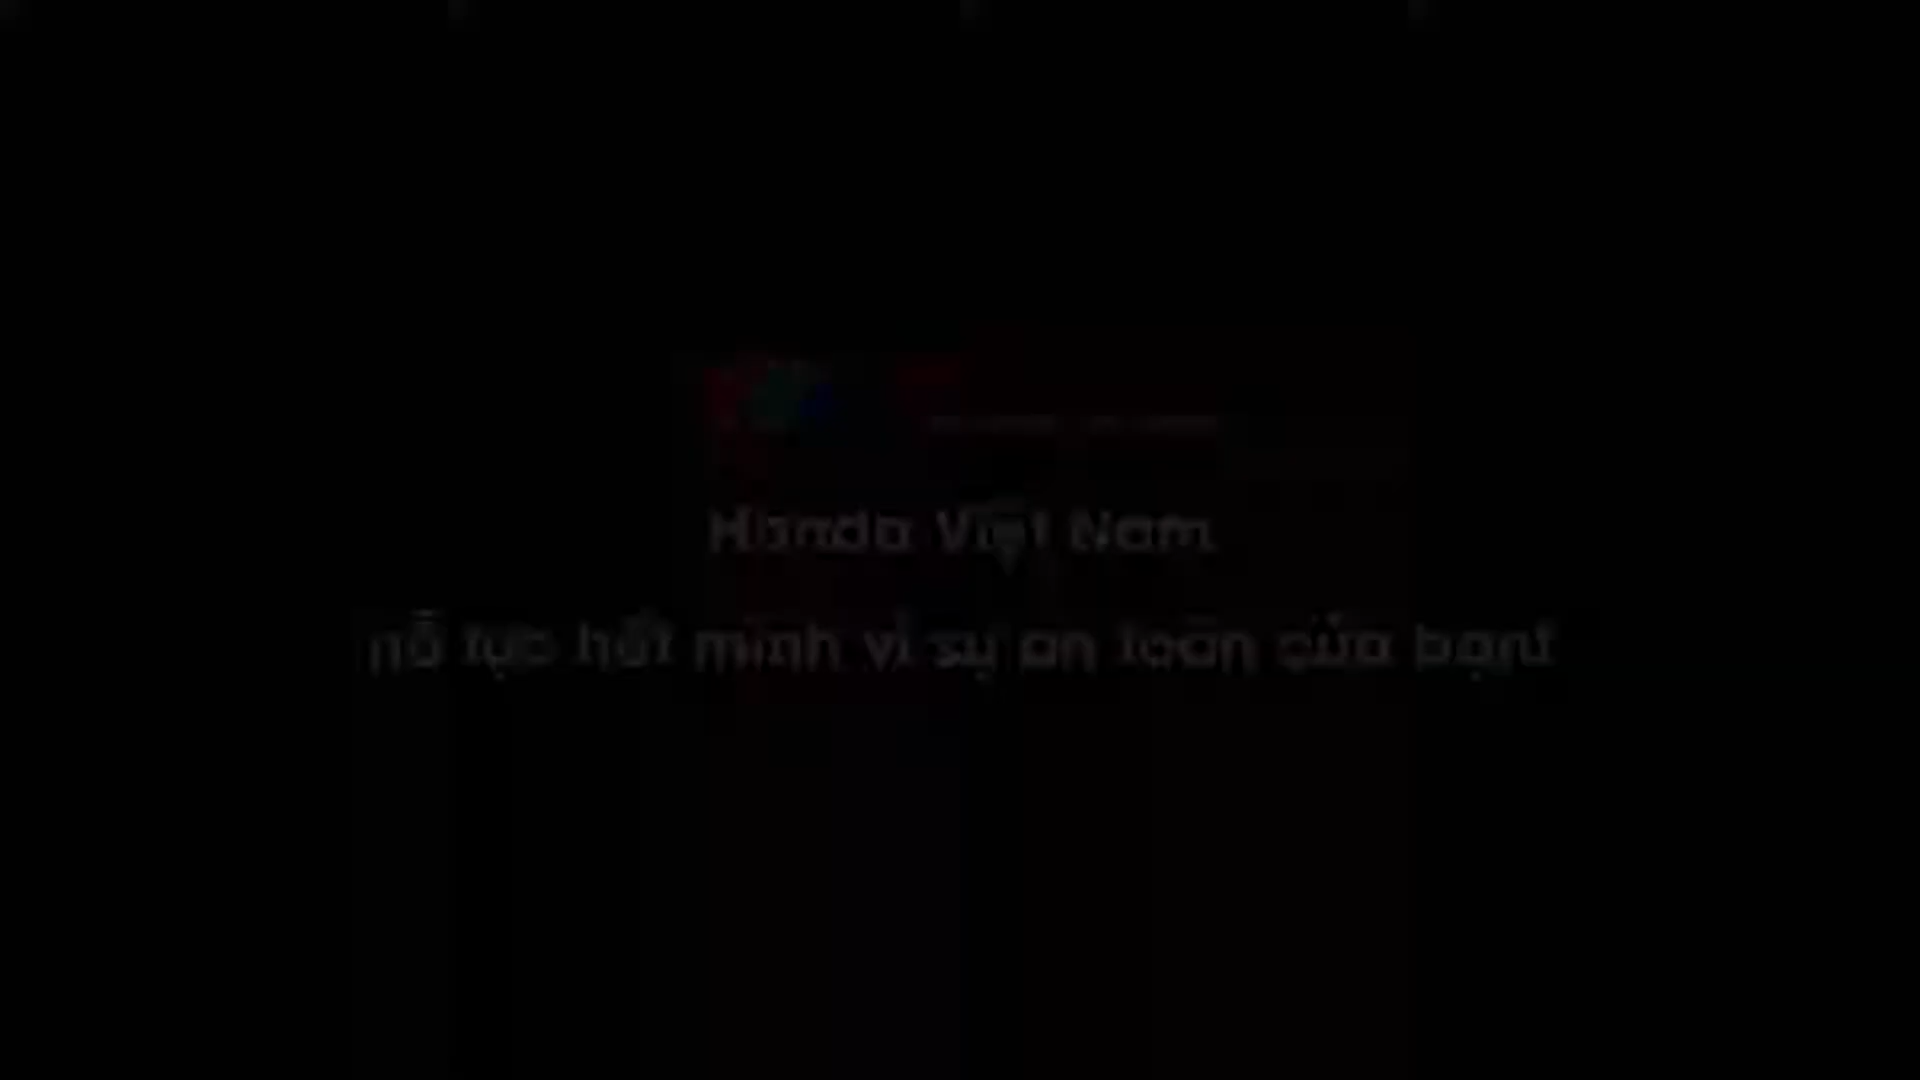 Honda Việt Nam
nỗ lực hết mình vì sự an toàn của bạn!